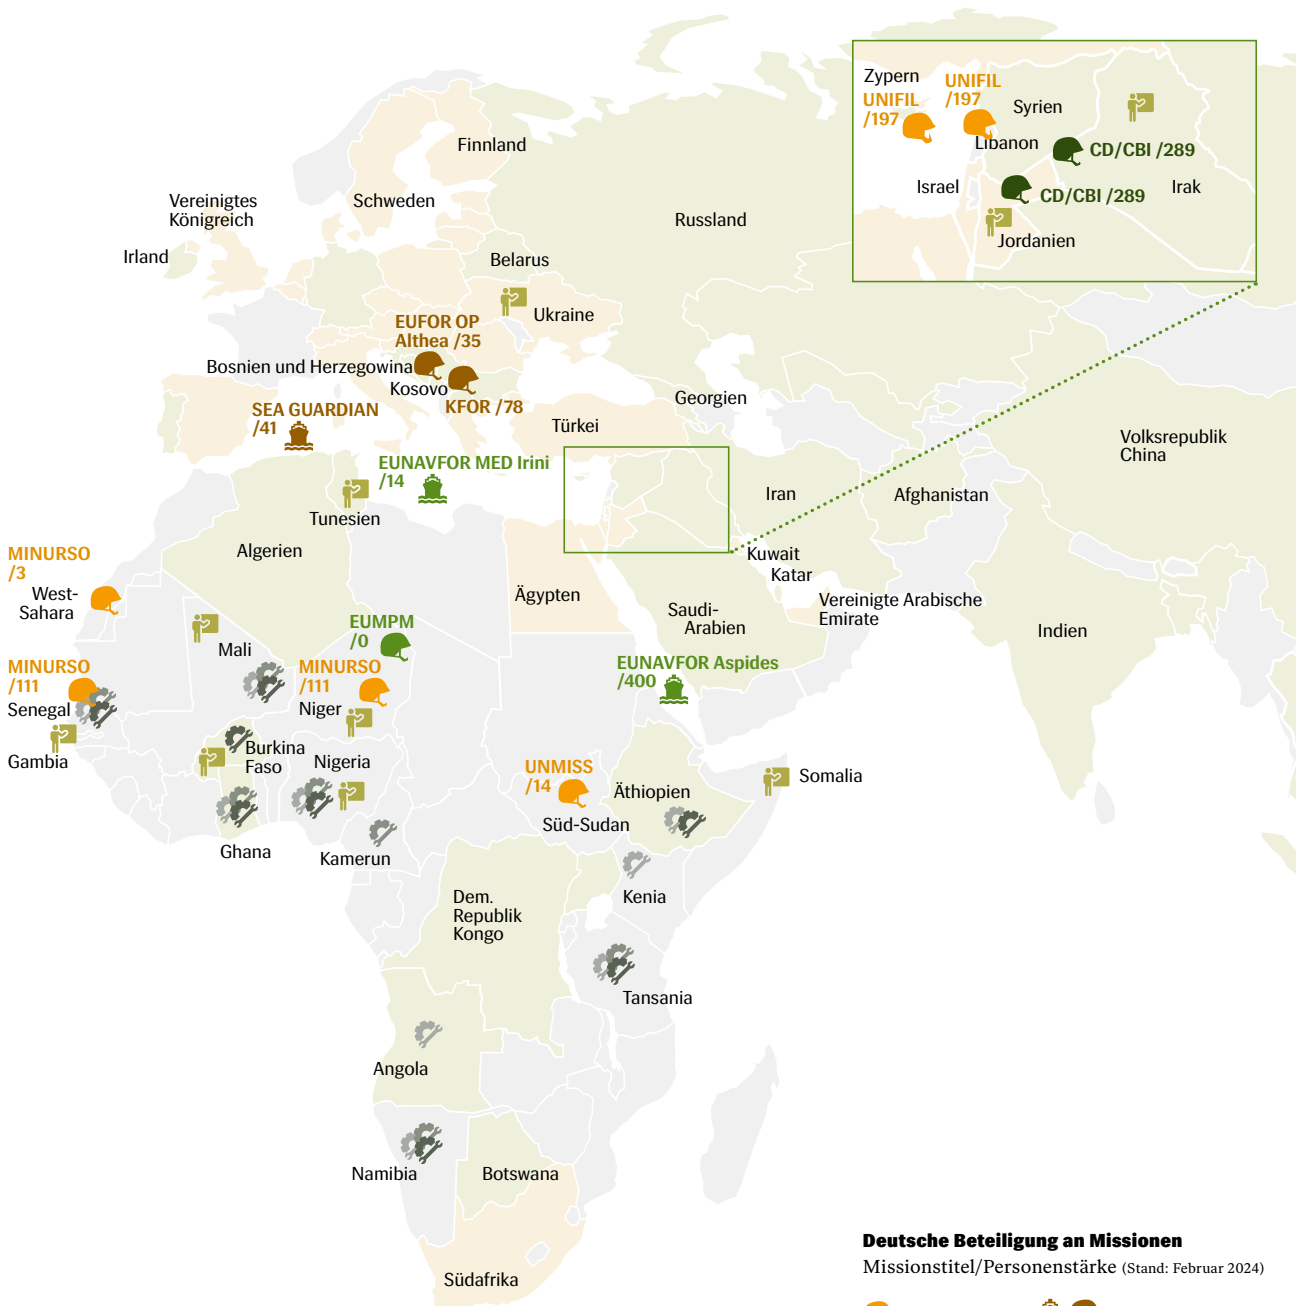 Zypern
UNIFIL
/197
UNIFIL
/197
Syrien
Libanon
CD/CBI /289
Israel
Irak
CD/CBI /289
Jordanien
Finnland
Vereinigtes
Königreich
Schweden
Russland
Irland
Belarus
Ukraine
EUFOR OP
Althea /35
Bosnien und Herzegowina
Kosovo
KFOR /78
Georgien
SEA GUARDIAN
/41
Türkei
Volksrepublik
China
EUNAVFOR MED Irini
/14
Iran
Afghanistan
Tunesien
Algerien
Kuwait
Katar
MINURSO
/3
West-
Sahara
Ägypten
Saudi-
Arabien
Vereinigte Arabische
Emirate
Indien
EUMPM
/0
Mali
MINURSO
/111
Senegal
MINURSO
/111
Niger
EUNAVFOR Aspides
/400
Gambia
Burkina
Faso
Nigeria
UNMISS
/14
Äthiopien
Somalia
Süd-Sudan
Ghana
Kamerun
Kenia
Dem.
Republik
Kongo
Tansania
Angola
Namibia
Botswana
Südafrika
Deutsche Beteiligung an Missionen
Missionstitel/Personenstärke (Stand: Februar 2024)